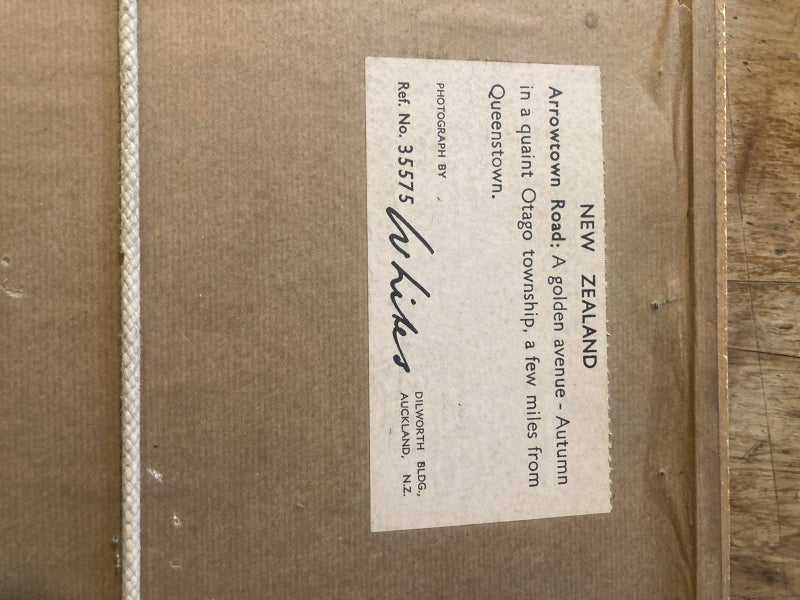 NEW ZEALAND
Arrowtown Road: A golden avenue - Autumn
in a quaint Otago township, a few miles from
Queenstown.
PHOTOGRAPH BY
Ref. No. 35575 Whites
DILWORTH BLDG.,
AUCKLAND, N.Z.